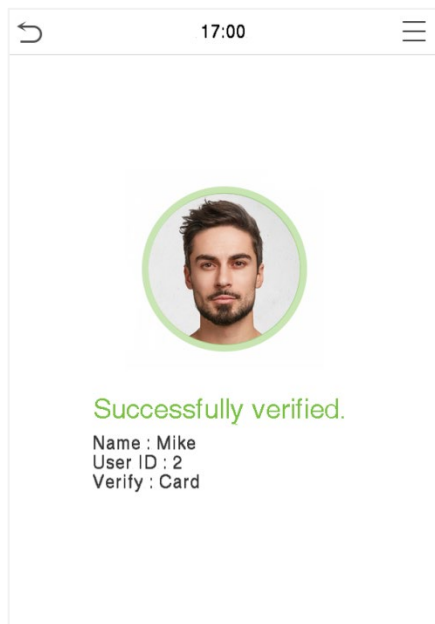 17:00
Successfully verified.
Name : Mike
User ID : 2
Verify : Card